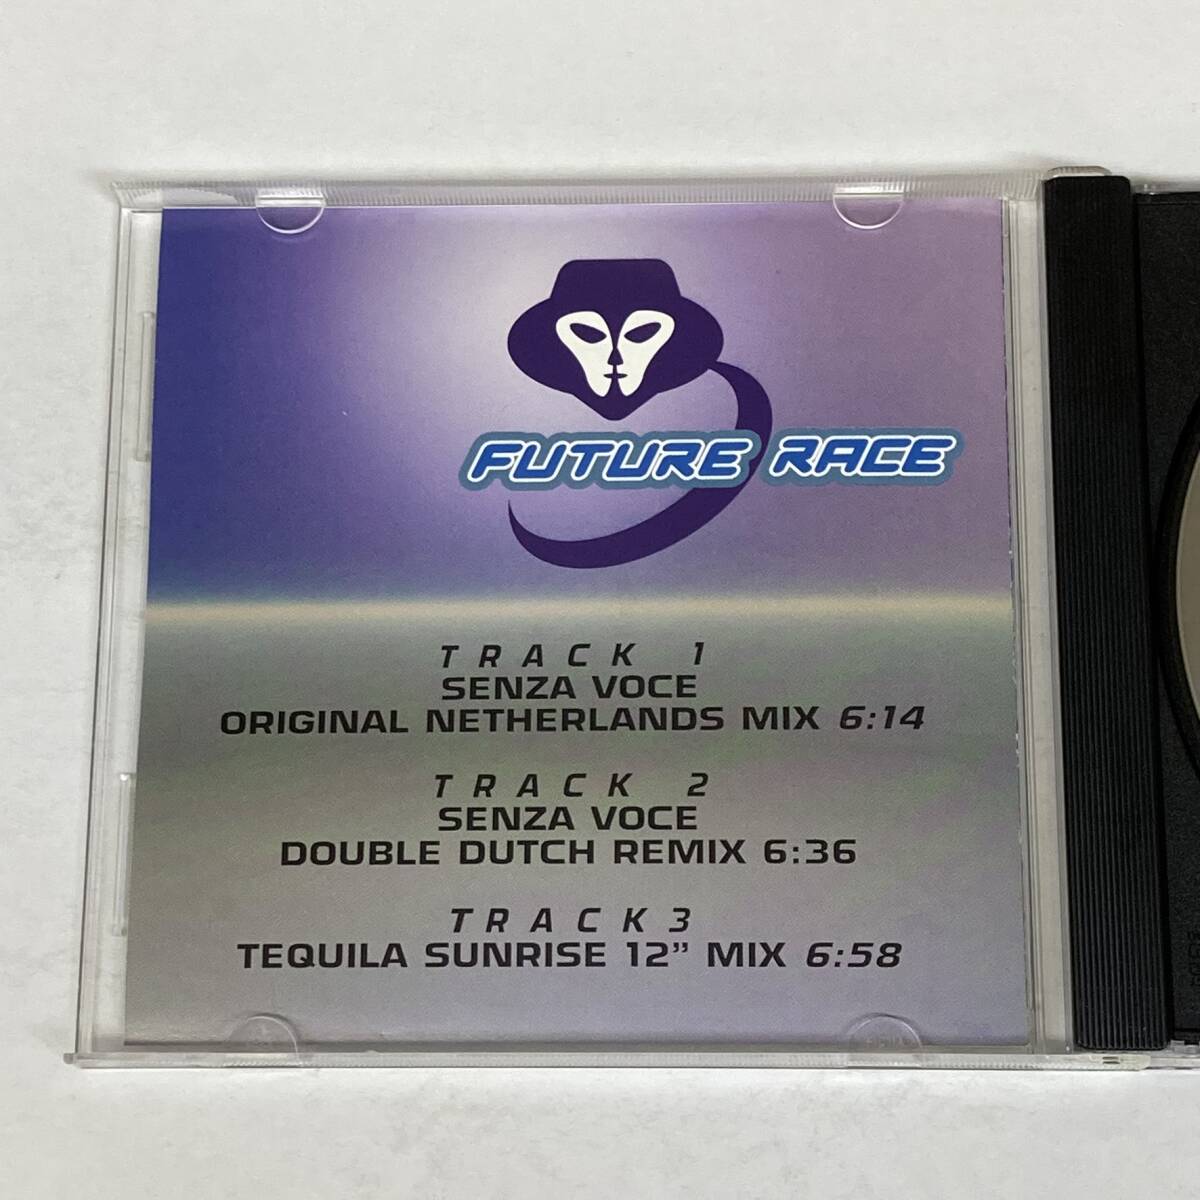 FUTURE RACE
TRACK 1
SENZA VOCE
ORIGINAL NETHERLANDS MIX 6:14
TRACK 2
SENZA VOCE
DOUBLE DUTCH REMIX 6:36
TRACK 3
TEQUILA SUNRISE 12” MIX 6:58